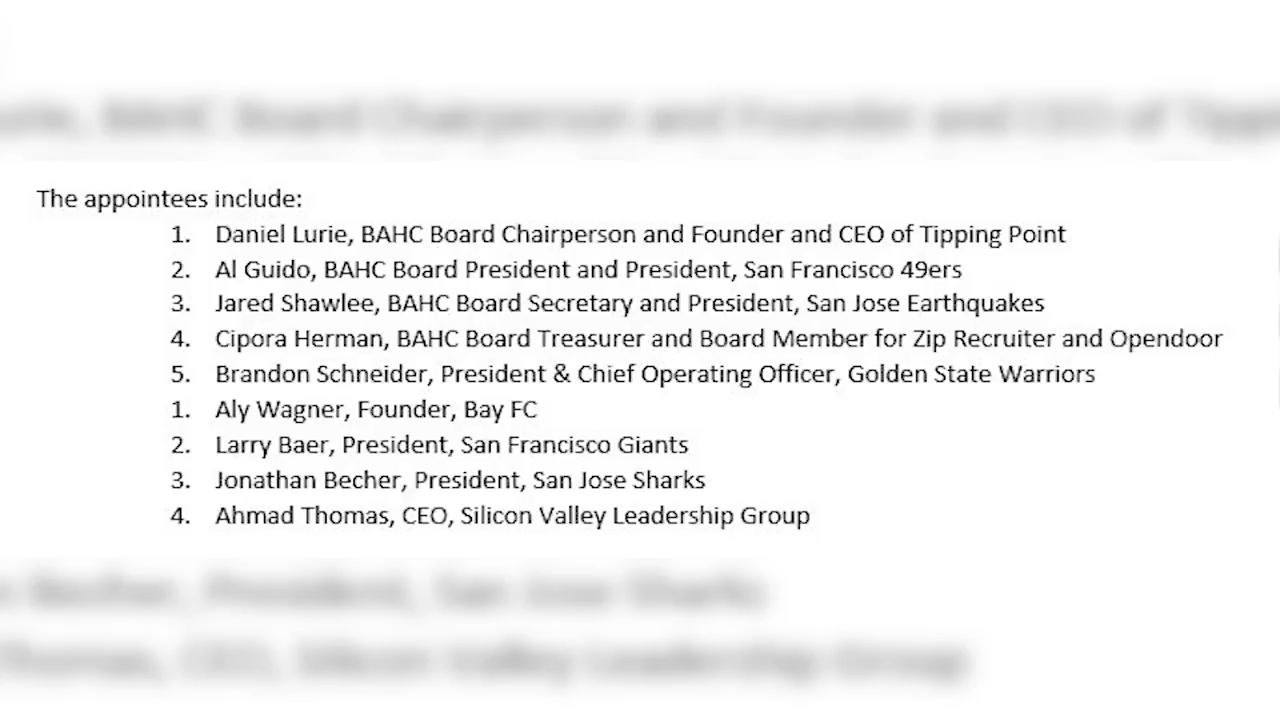 The appointees include:
1. Daniel Lurie, BAHC Board Chairperson and Founder and CEO of Tipping Point
2. Al Guido, BAHC Board President and President, San Francisco 49ers
3. Jared Shawlee, BAHC Board Secretary and President, San Jose Earthquakes
4. Cipora Herman, BAHC Board Treasurer and Board Member for Zip Recruiter and Opendoor
5. Brandon Schneider, President & Chief Operating Officer, Golden State Warriors
1. Aly Wagner, Founder, Bay FC
2. Larry Baer, President, San Francisco Giants
3. Jonathan Becher, President, San Jose Sharks
4. Ahmad Thomas, CEO, Silicon Valley Leadership Group